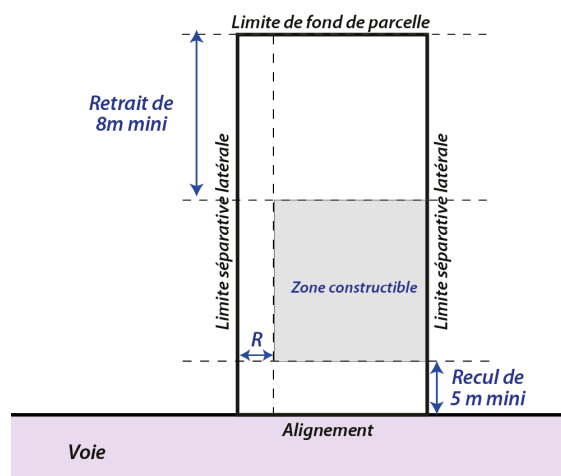 Limite de fond de parcelle
Retrait de
8m mini
Limite séparative latérale
Limite séparative latérale
Zone constructible
R
Recul de
5 m mini
Alignement
Voie